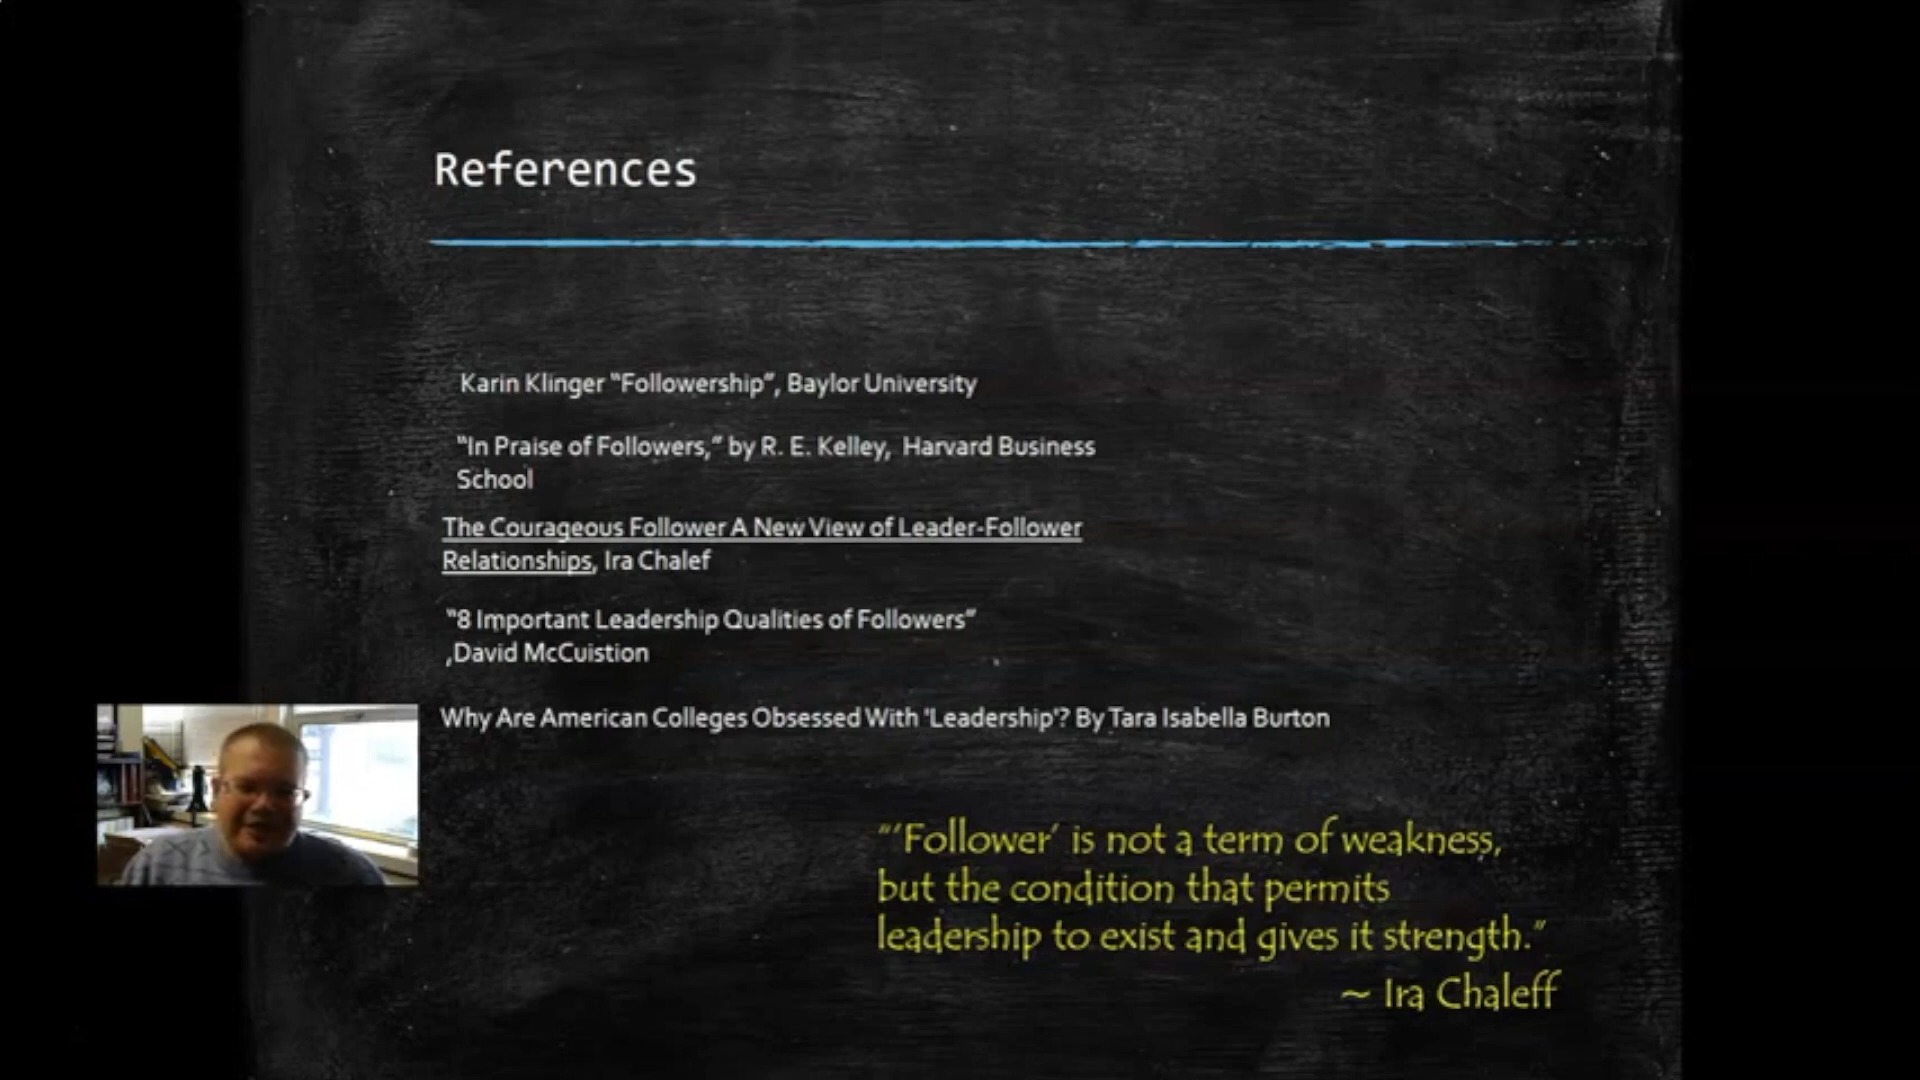 References
Karin Klinger “Followership”, Baylor University
“In Praise of Followers,” by R. E. Kelley, Harvard Business
School
The Courageous Follower A New View of Leader-Follower
Relationships, Ira Chalef
“8 Important Leadership Qualities of Followers”
,David McCuistion
Why Are American Colleges Obsessed With 'Leadership'? By Tara Isabella Burton
“‘Follower’ is not a term of weakness,
but the condition that permits
leadership to exist and gives it strength.”
~ Ira Chaleff